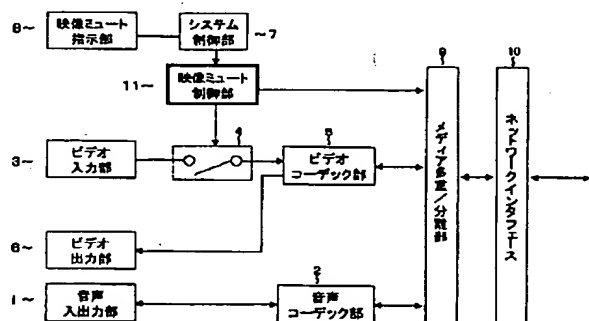 8～
映像ミュート
指示部
システム
制御部
～7
11～
映像ミュート
制御部
9
10
3～
ビデオ
入力部
4
5
ビデオ
コーデック部
メディア多重／分離部
ネットワークインタフェース
6～
ビデオ
出力部
1～
音声
入出力部
2
音声
コーデック部